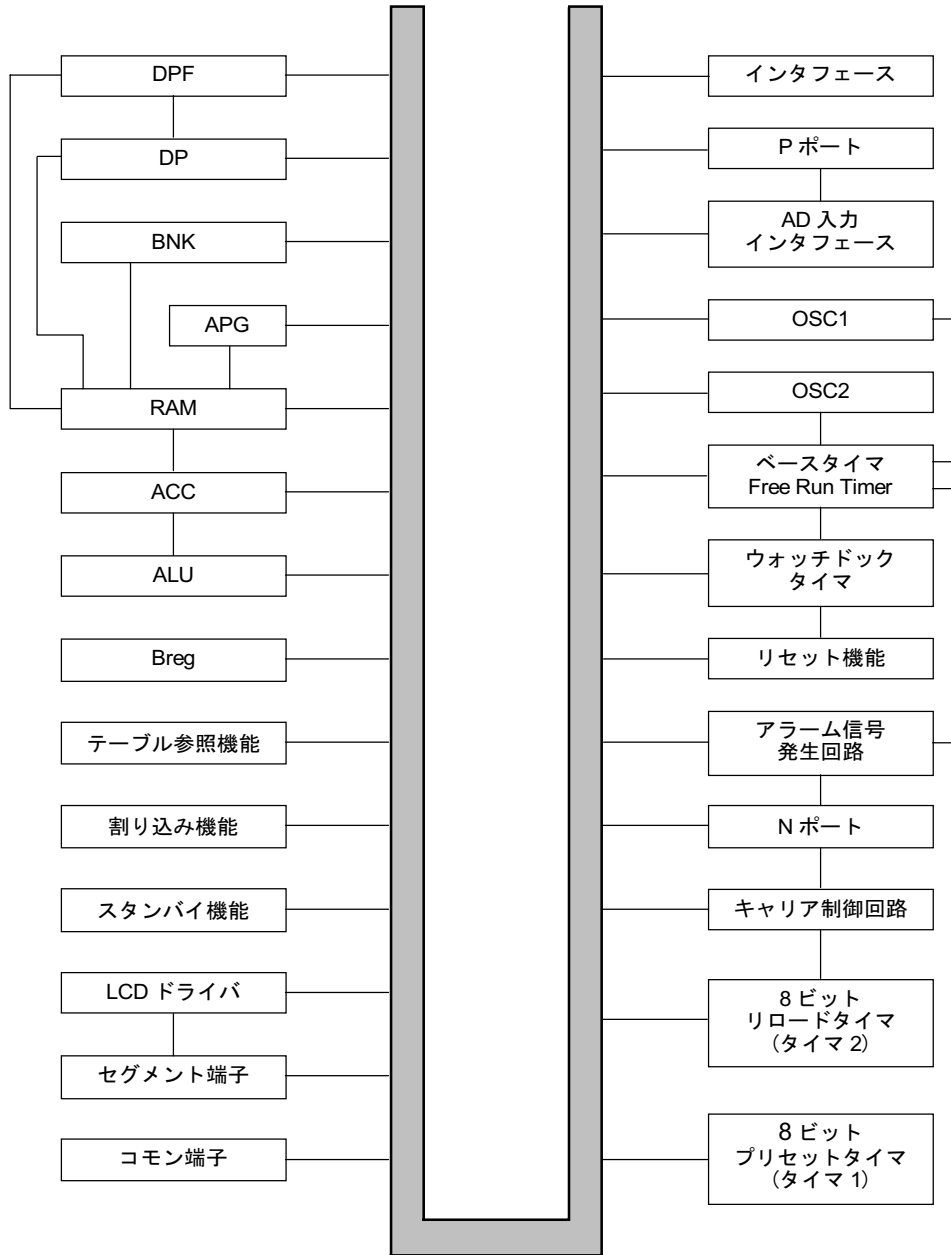 DPF
DP
BNK
APG
RAM
ACC
ALU
Breg
テーブル参照機能
割り込み機能
スタンバイ機能
LCD ドライバ
セグメント端子
コモン端子
インタフェース
P ポート
AD 入力
インタフェース
OSC1
OSC2
ベースタイマ
Free Run Timer
ウォッチドック
タイマ
リセット機能
アラーム信号
発生回路
N ポート
キャリア制御回路
8 ビット
リロードタイマ
(タイマ 2)
8 ビット
プリセットタイマ
(タイマ 1)